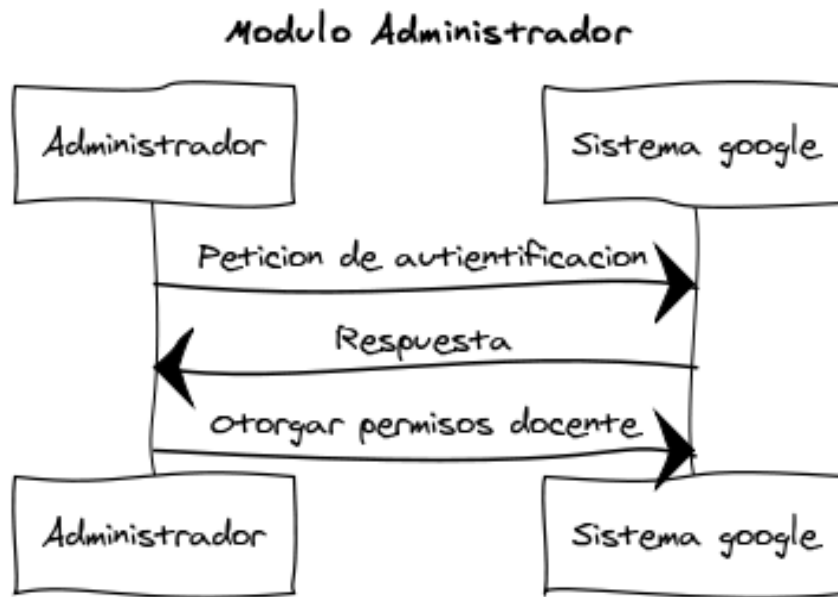 Modulo Administrador
Administrador
Sistema google
Peticion de autientificacion
Respuesta
Otorgar permisos docente
Administrador
Sistema google